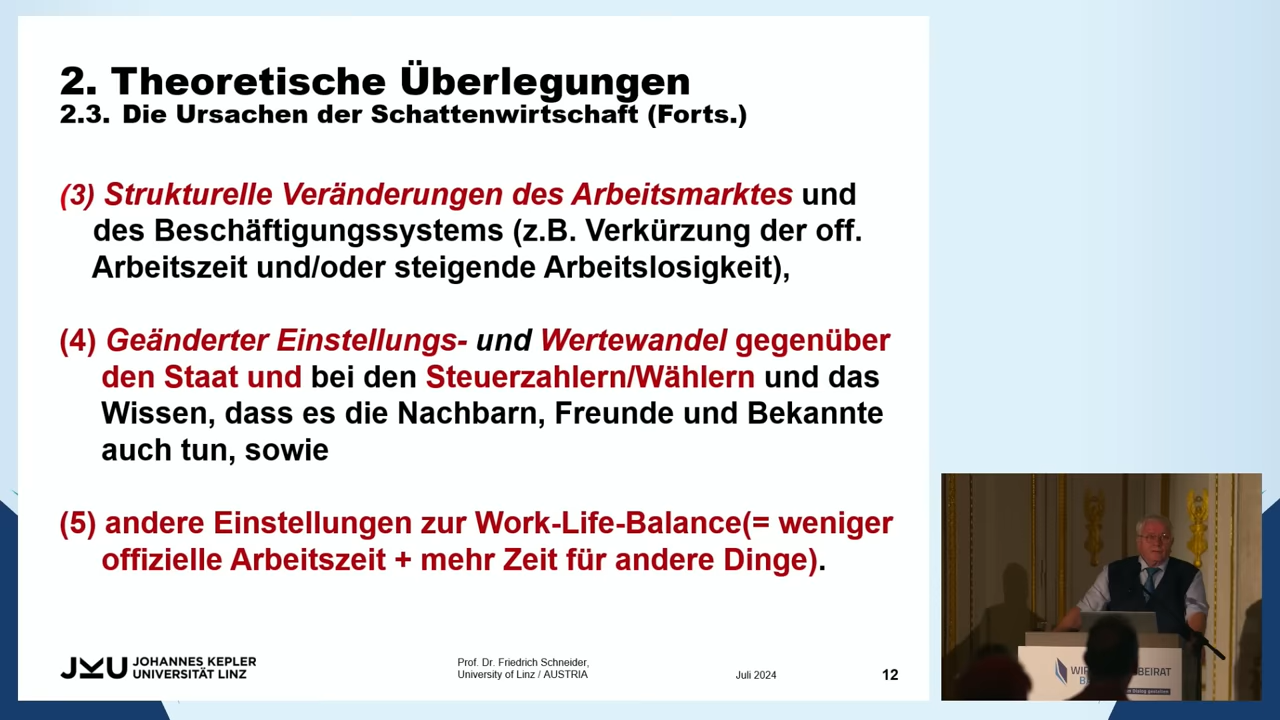 2. Theoretische Überlegungen
2.3. Die Ursachen der Schattenwirtschaft (Forts.)
(3) Strukturelle Veränderungen des Arbeitsmarktes und
des Beschäftigungssystems (z.B. Verkürzung der off.
Arbeitszeit und/oder steigende Arbeitslosigkeit),
(4) Geänderter Einstellungs- und Wertewandel gegenüber
den Staat und bei den Steuerzahlern/Wählern und das
Wissen, dass es die Nachbarn, Freunde und Bekannte
auch tun, sowie
(5) andere Einstellungen zur Work-Life-Balance(= weniger
offizielle Arbeitszeit + mehr Zeit für andere Dinge).
JKU JOHANNES KEPLER
UNIVERSITÄT LINZ
Prof. Dr. Friedrich Schneider,
University of Linz / AUSTRIA
Juli 2024
12
BEIRAT